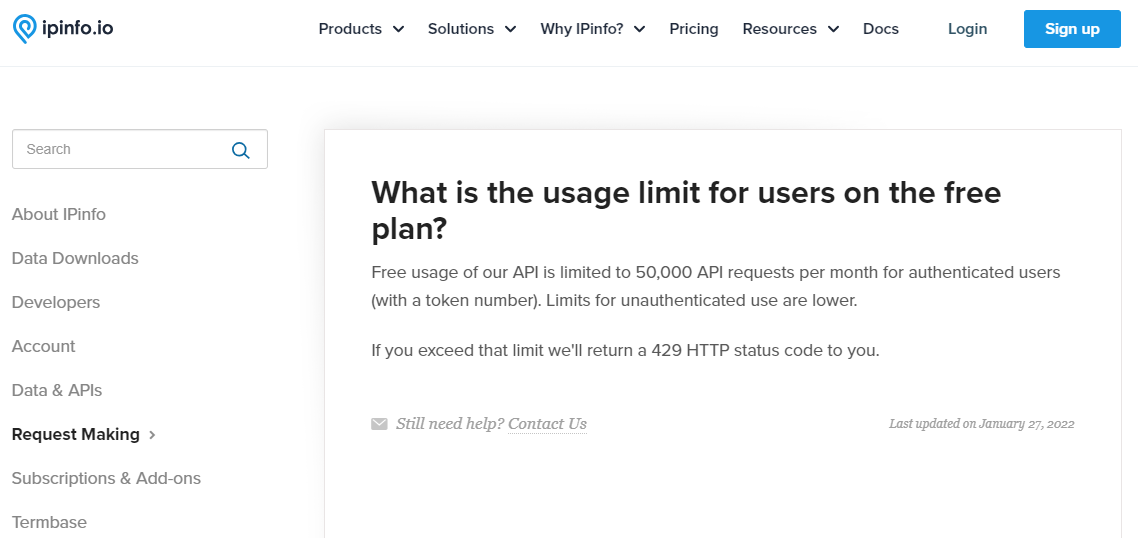 ipinfo.io
Products
Solutions
Why IPinfo?
Pricing
Resources
Docs
Login
Sign up
Search
About IPinfo
Data Downloads
Developers
Account
Data & APIs
Request Making
Subscriptions & Add-ons
Termbase
What is the usage limit for users on the free
plan?
Free usage of our API is limited to 50,000 API requests per month for authenticated users
(with a token number). Limits for unauthenticated use are lower.
If you exceed that limit we'll return a 429 HTTP status code to you.
Still need help? Contact Us
Last updated on January 27, 2022